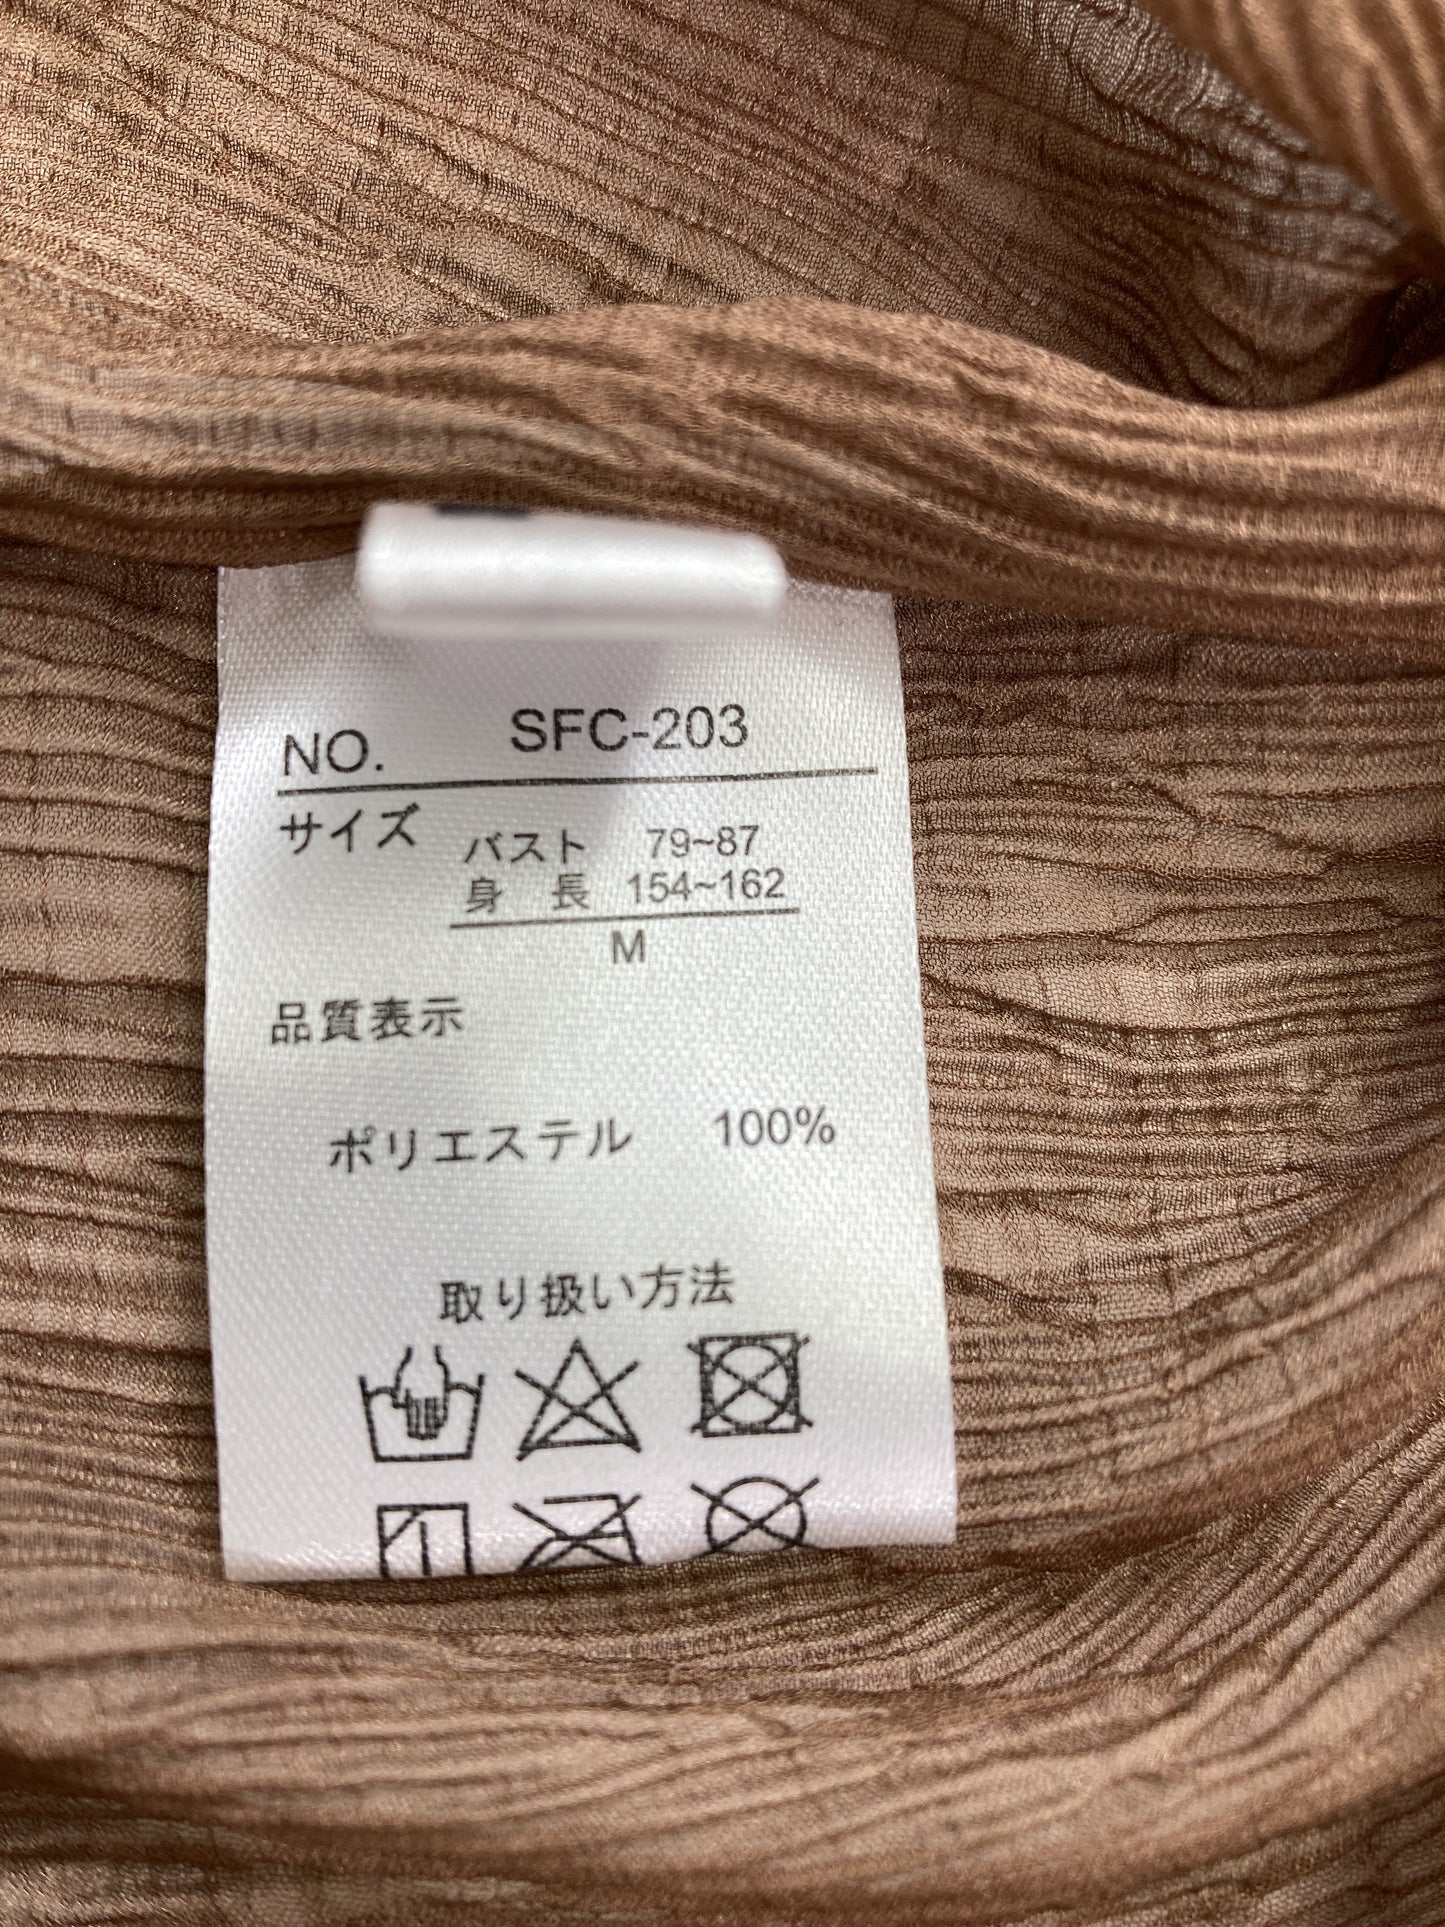 NO. SFC-203
サイズ バスト 79~87
身 長 154~162
M
品質表示
ポリエステル 100%
取り扱い方法